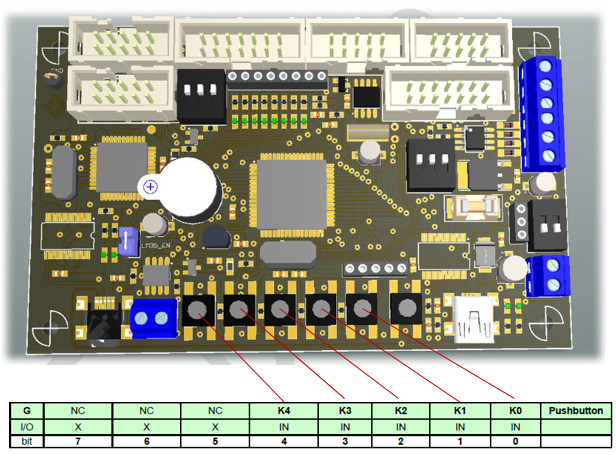 LM35_EN
G NC NC NC K4 K3 K2 K1 K0 Pushbutton
I/O X X X IN IN IN IN IN
bit 7 6 5 4 3 2 1 0